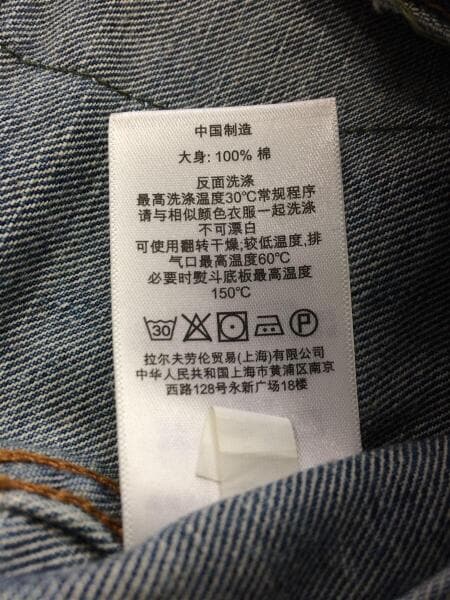 中国制造
大身: 100% 棉
反面洗涤
最高洗涤温度30℃常规程序
请与相似颜色衣服一起洗涤
不可漂白
可使用翻转干燥;较低温度,排
气口最高温度60℃
必要时熨斗底板最高温度
150℃
30 P
拉尔夫劳伦贸易(上海)有限公司
中华人民共和国上海市黄浦区南京
西路128号永新广场18楼